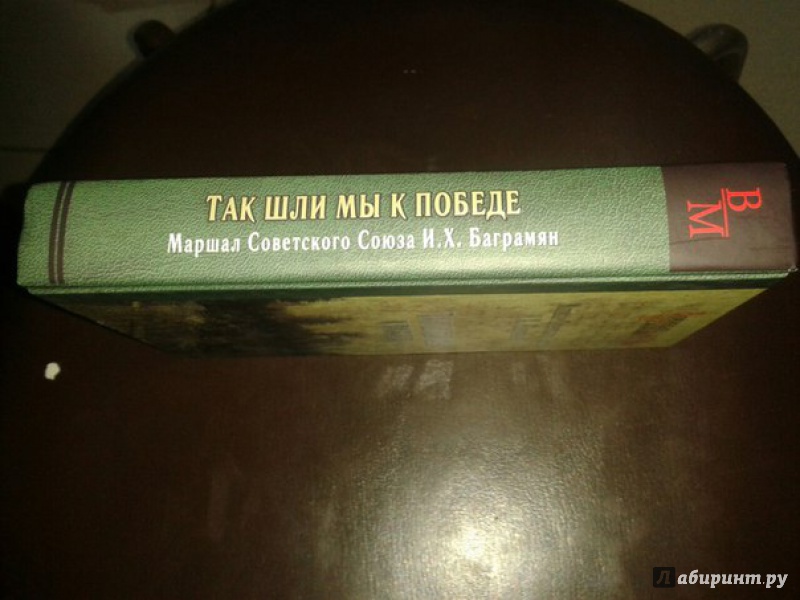 ТАК ШЛИ МЫ К ПОБЕДЕ
Маршал Советского Союза И.Х. Баграмян
В
М
Лабиринт.ру